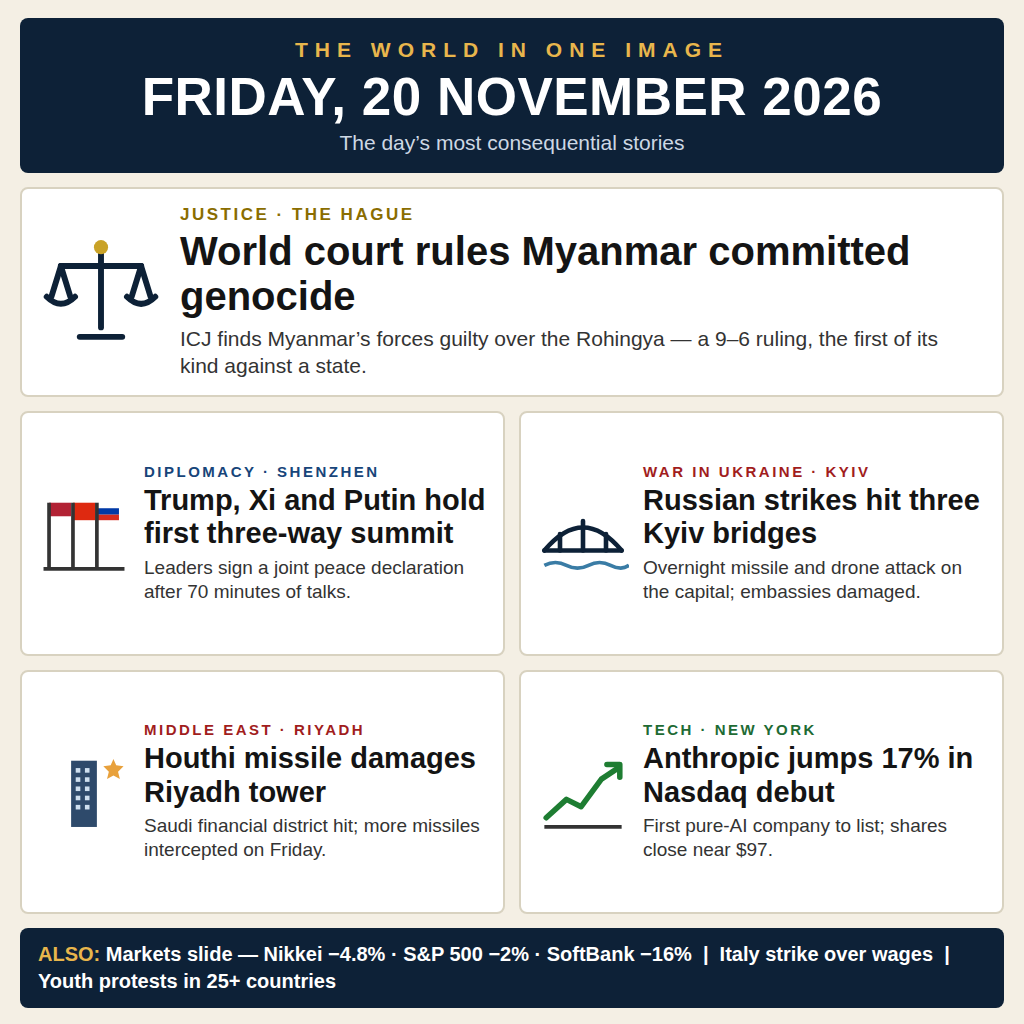 THE WORLD IN ONE IMAGE
FRIDAY, 20 NOVEMBER 2026
The day’s most consequential stories
JUSTICE · THE HAGUE
World court rules Myanmar committed
genocide
ICJ finds Myanmar’s forces guilty over the Rohingya — a 9–6 ruling, the first of its
kind against a state.
DIPLOMACY · SHENZHEN
Trump, Xi and Putin hold
first three-way summit
Leaders sign a joint peace declaration
after 70 minutes of talks.
WAR IN UKRAINE · KYIV
Russian strikes hit three
Kyiv bridges
Overnight missile and drone attack on
the capital; embassies damaged.
MIDDLE EAST · RIYADH
Houthi missile damages
Riyadh tower
Saudi financial district hit; more missiles
intercepted on Friday.
TECH · NEW YORK
Anthropic jumps 17% in
Nasdaq debut
First pure-AI company to list; shares
close near $97.
ALSO: Markets slide — Nikkei −4.8% · S&P 500 −2% · SoftBank −16% | Italy strike over wages |
Youth protests in 25+ countries